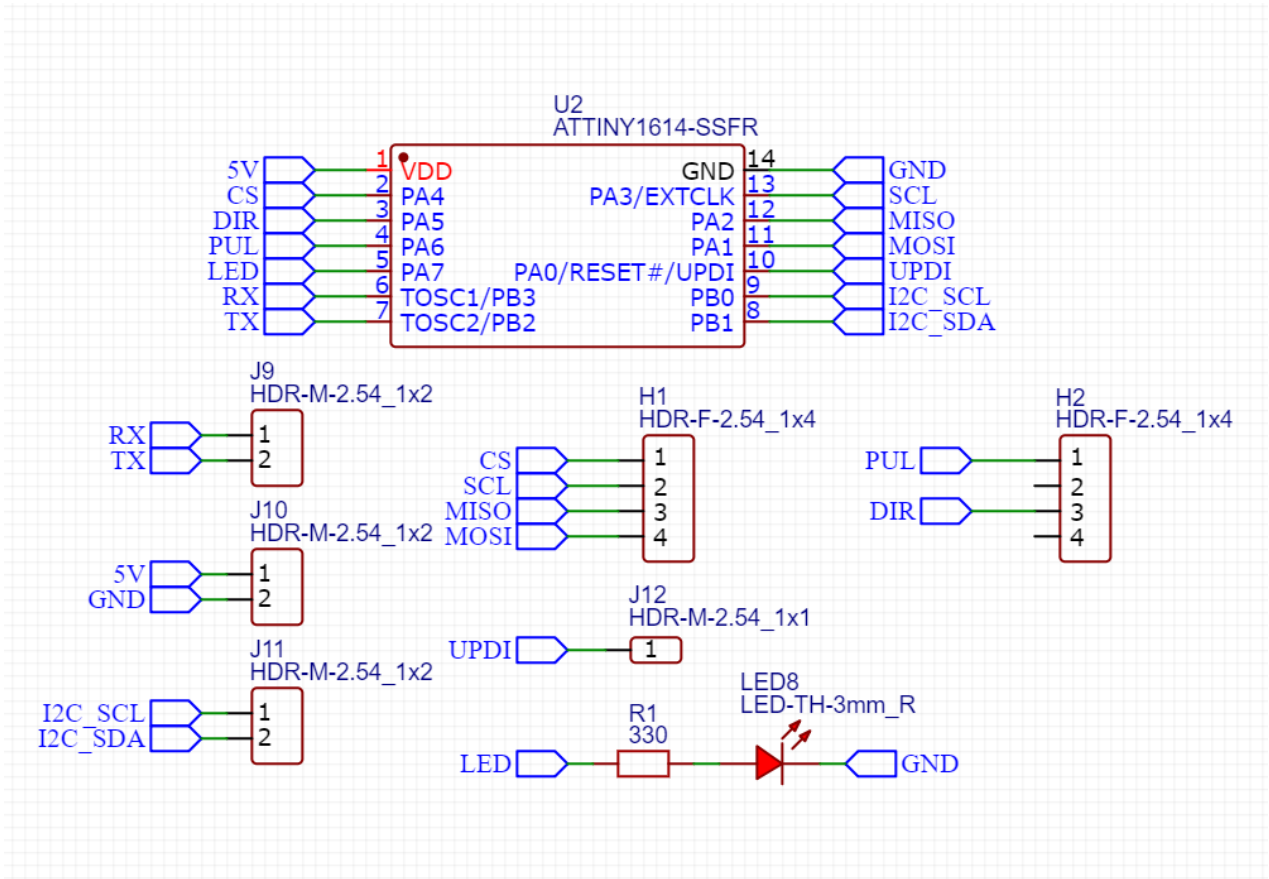 U2
ATTINY1614-SSFR
5V 1 VDD GND 14 GND
CS 2 PA4 PA3/EXTCLK 13 SCL
DIR 3 PA5 PA2 12 MISO
PUL 4 PA6 PA1 11 MOSI
LED 5 PA7 PA0/RESET#/UPDI 10 UPDI
RX 6 TOSC1/PB3 PB0 9 I2C_SCL
TX 7 TOSC2/PB2 PB1 8 I2C_SDA
J9
HDR-M-2.54_1x2
RX 1
TX 2
J10
HDR-M-2.54_1x2
5V 1
GND 2
J11
HDR-M-2.54_1x2
I2C_SCL 1
I2C_SDA 2
H1
HDR-F-2.54_1x4
CS 1
SCL 2
MISO 3
MOSI 4
J12
HDR-M-2.54_1x1
UPDI 1
R1
330
LED8
LED-TH-3mm_R
LED GND
H2
HDR-F-2.54_1x4
PUL 1
2
DIR 3
4